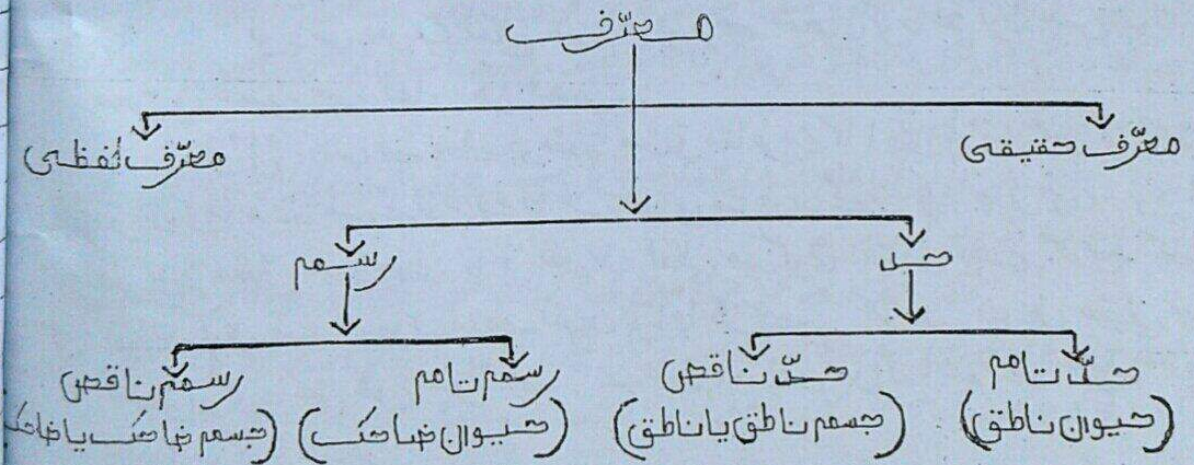 معرّف
معرّف حقیقی معرّف لفظی
حد رسم
حدّ تام حدّ ناقص رسم تام رسم ناقص
(حیوان ناطق) (جسم ناطق یا ناطق) (حیوان ضاحک) (جسم ضاحک یا ضاحک